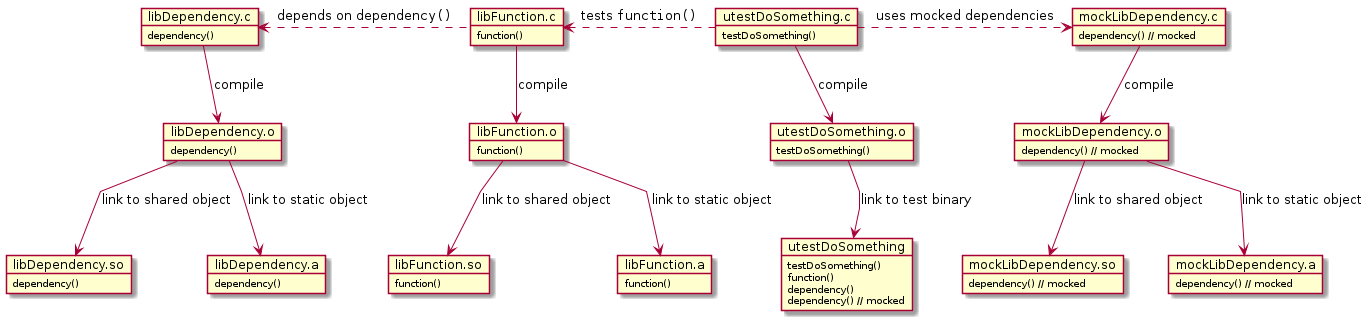 libDependency.c
dependency()
depends on dependency()
libFunction.c
function()
tests function()
utestDoSomething.c
testDoSomething()
uses mocked dependencies
mockLibDependency.c
dependency() // mocked
compile
compile
compile
compile
libDependency.o
dependency()
libFunction.o
function()
utestDoSomething.o
testDoSomething()
mockLibDependency.o
dependency() // mocked
link to shared object
link to static object
link to shared object
link to static object
link to test binary
link to shared object
link to static object
libDependency.so
dependency()
libDependency.a
dependency()
libFunction.so
function()
libFunction.a
function()
utestDoSomething
testDoSomething()
function()
dependency()
dependency() // mocked
mockLibDependency.so
dependency() // mocked
mockLibDependency.a
dependency() // mocked